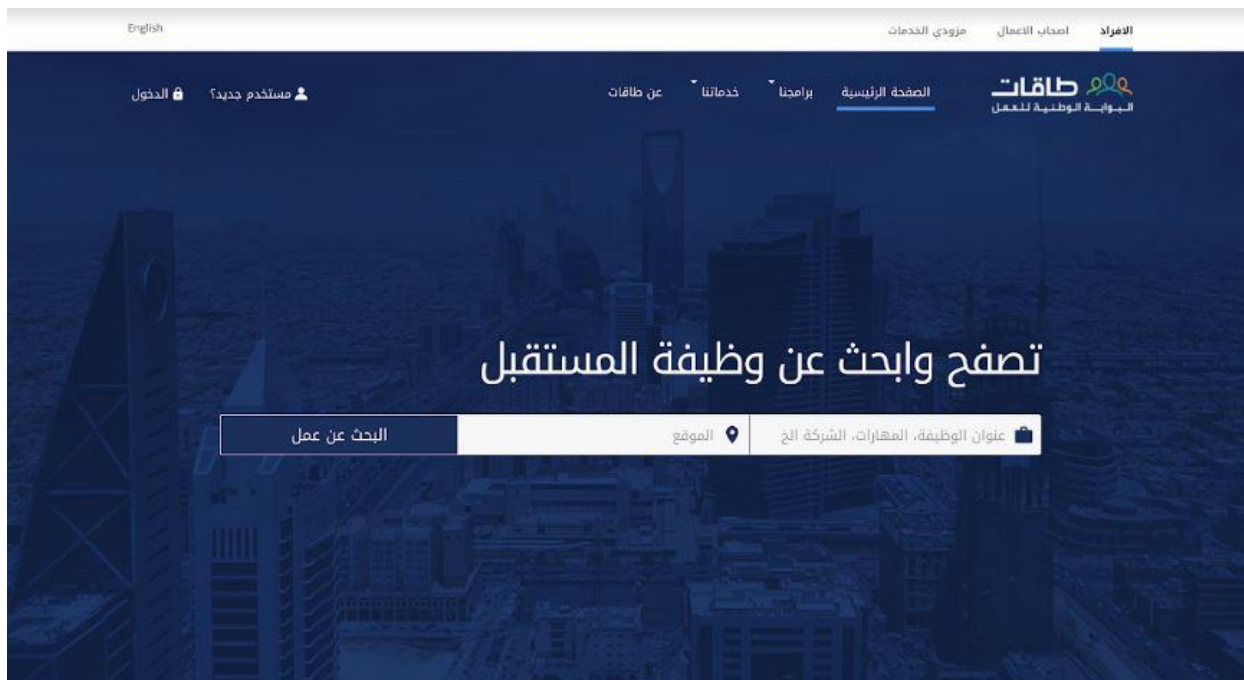 الافراد اصحاب الاعمال مزودي الخدمات English
طاقات
البوابة الوطنية للعمل
الصفحة الرئيسية برامجنا خدماتنا عن طاقات مستخدم جديد؟ الدخول
تصفح وابحث عن وظيفة المستقبل
عنوان الوظيفة، المهارات، الشركة الخ الموقع البحث عن عمل